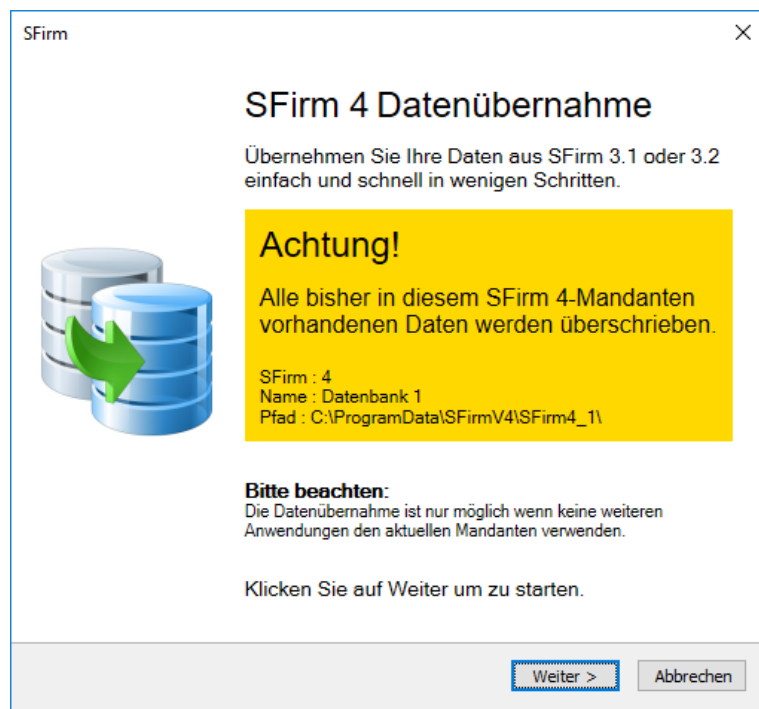 SFirm
SFirm 4 Datenübernahme
Übernehmen Sie Ihre Daten aus SFirm 3.1 oder 3.2
einfach und schnell in wenigen Schritten.
Achtung!
Alle bisher in diesem SFirm 4-Mandanten
vorhandenen Daten werden überschrieben.
SFirm : 4
Name : Datenbank 1
Pfad : C:\ProgramData\SFirmV4\SFirm4_1\
Bitte beachten:
Die Datenübernahme ist nur möglich wenn keine weiteren
Anwendungen den aktuellen Mandanten verwenden.
Klicken Sie auf Weiter um zu starten.
Weiter > Abbrechen